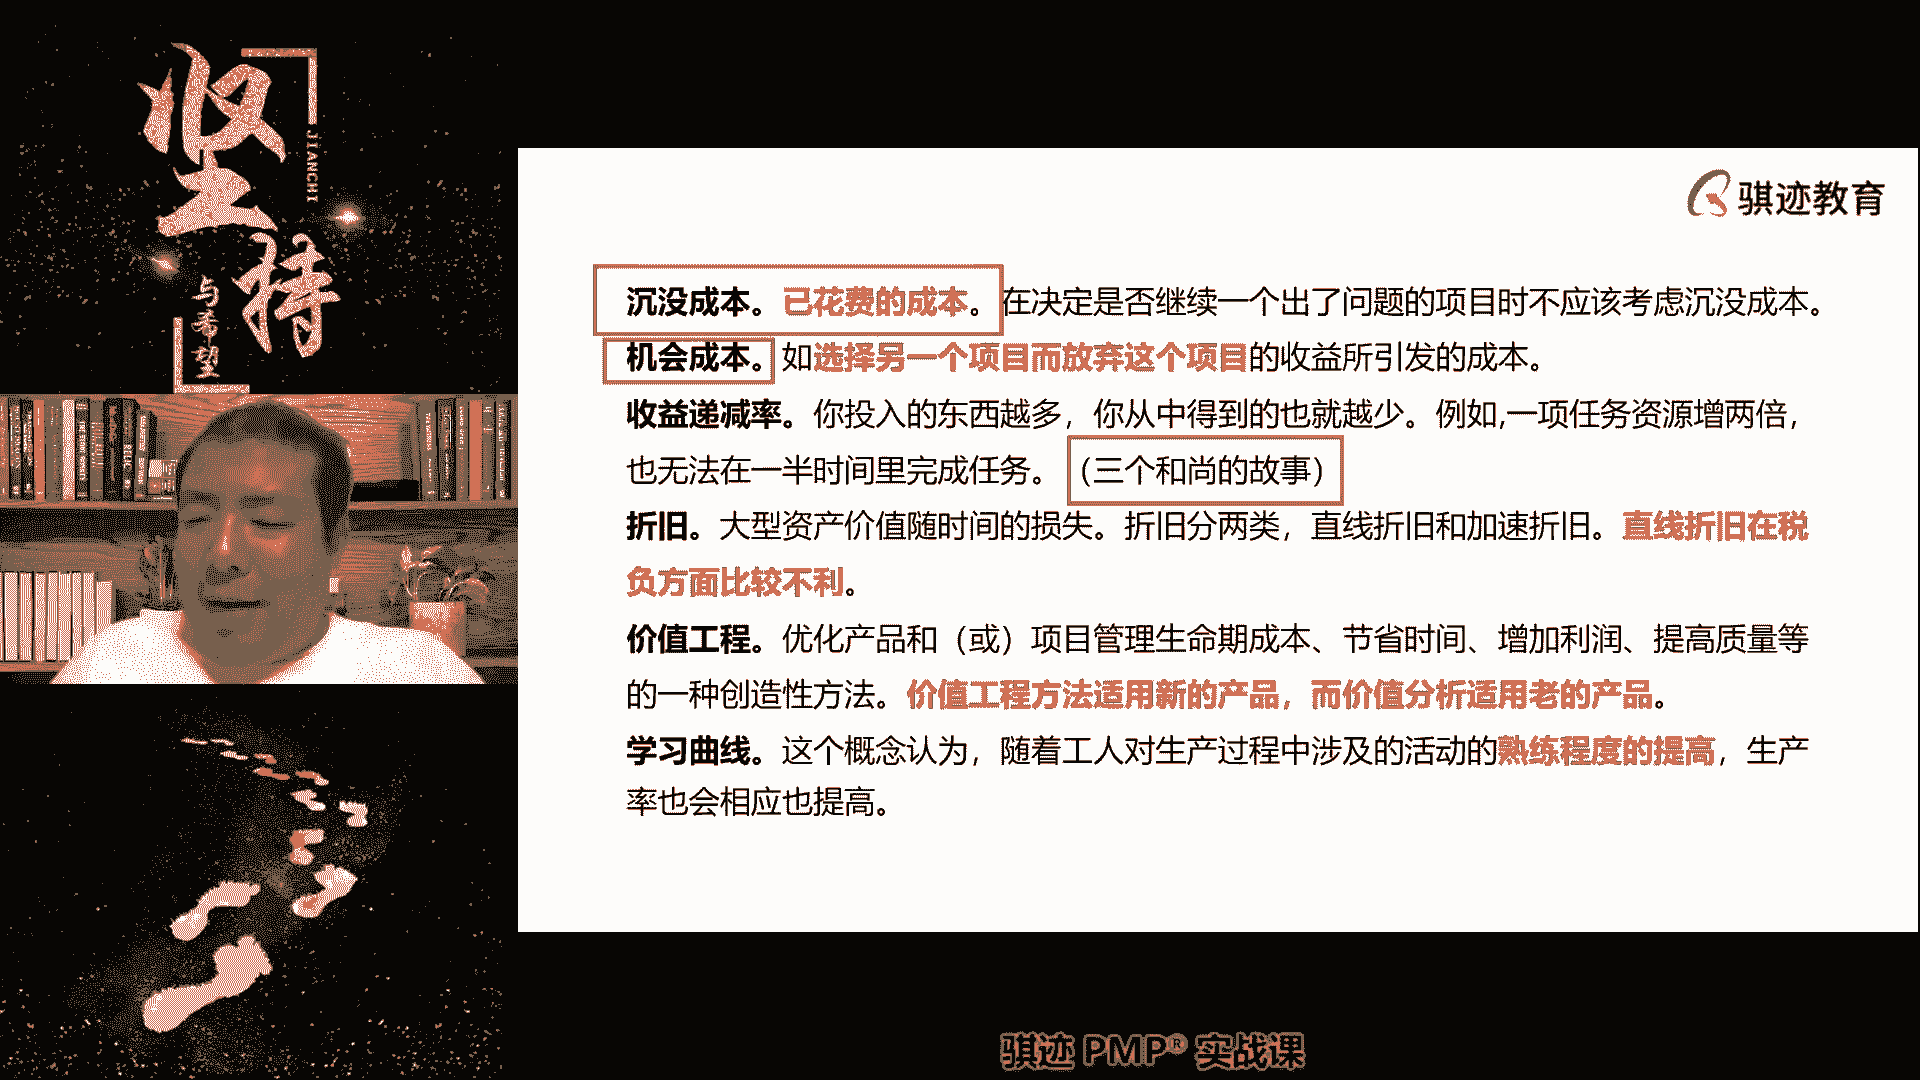 坚持
JIANCHI
与希望
骐迹教育
沉没成本。已花费的成本。在决定是否继续一个出了问题的项目时不应该考虑沉没成本。
机会成本。如选择另一个项目而放弃这个项目的收益所引发的成本。
收益递减率。你投入的东西越多，你从中得到的也就越少。例如,一项任务资源增两倍，
也无法在一半时间里完成任务。（三个和尚的故事）
折旧。大型资产价值随时间的损失。折旧分两类，直线折旧和加速折旧。直线折旧在税
负方面比较不利。
价值工程。优化产品和（或）项目管理生命期成本、节省时间、增加利润、提高质量等
的一种创造性方法。价值工程方法适用新的产品，而价值分析适用老的产品。
学习曲线。这个概念认为，随着工人对生产过程中涉及的活动的熟练程度的提高，生产
率也会相应也提高。
骐迹 PMP® 实战课